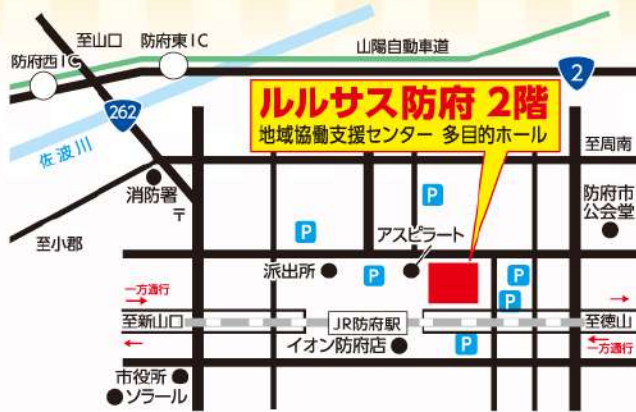 至山口
防府東IC
山陽自動車道
防府西IC
2
262
ルルサス防府 2階
地域協働支援センター 多目的ホール
佐波川
至周南
消防署
〒
P
防府市
公会堂
P
アスピラート
至小郡
派出所
P
P
P
一方通行
至新山口
JR防府駅
至徳山
イオン防府店
P
一方通行
市役所
ソラール